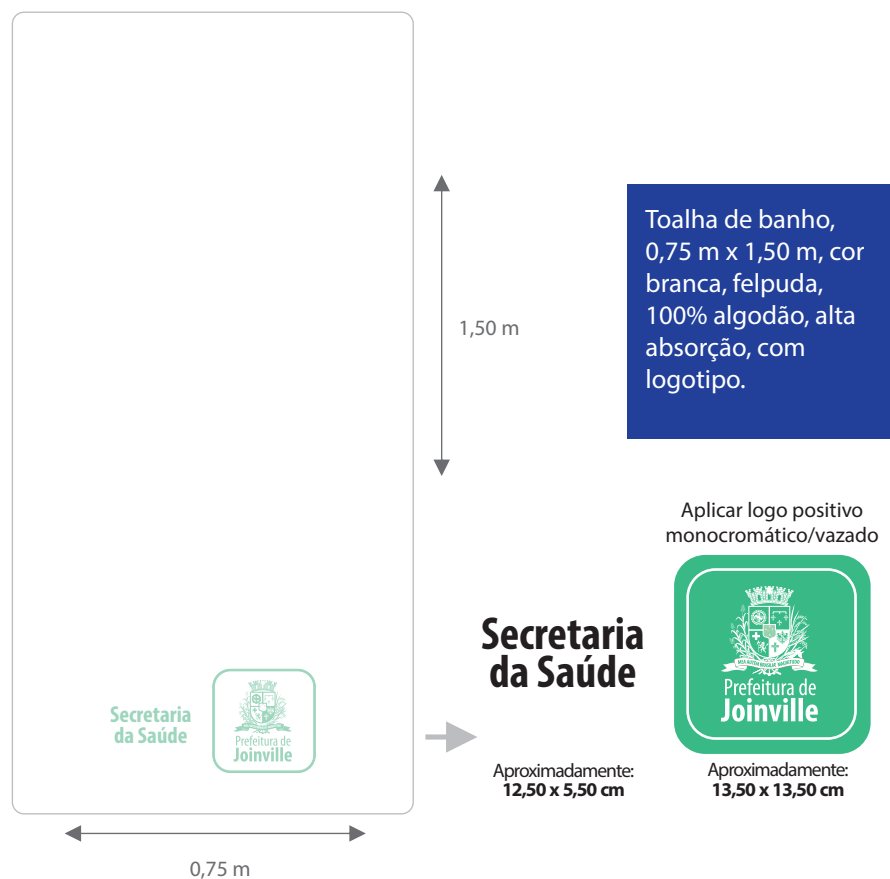 1,50 m
Toalha de banho,
0,75 m x 1,50 m, cor
branca, felpuda,
100% algodão, alta
absorção, com
logotipo.
Aplicar logo positivo
monocromático/vazado
Secretaria
da Saúde
Prefeitura de
Joinville
Aproximadamente:
12,50 x 5,50 cm
Aproximadamente:
13,50 x 13,50 cm
Secretaria
da Saúde
Prefeitura de
Joinville
0,75 m